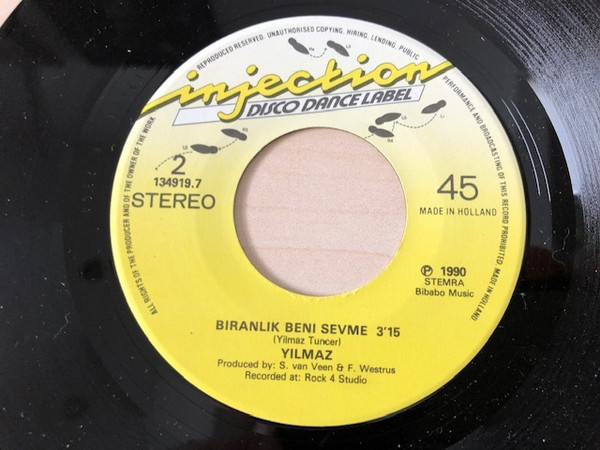 REPRODUCED RESERVED. UNAUTHORISED COPYING, HIRING, LENDING, PUBLIC
PERFORMANCE AND BROADCASTING OF THIS RECORD PROHIBITED. MADE IN HOLLAND.
ALL RIGHTS OF THE PRODUCER AND OF THE OWNER OF THE WORK
injection
DISCO DANCE LABEL
2
134919.7
STEREO
45
MADE IN HOLLAND
℗ 1990
STEMRA
Bibabo Music
BIRANLIK BENI SEVME 3'15
(Yilmaz Tuncer)
YILMAZ
Produced by: S. van Veen & F. Westrus
Recorded at: Rock 4 Studio